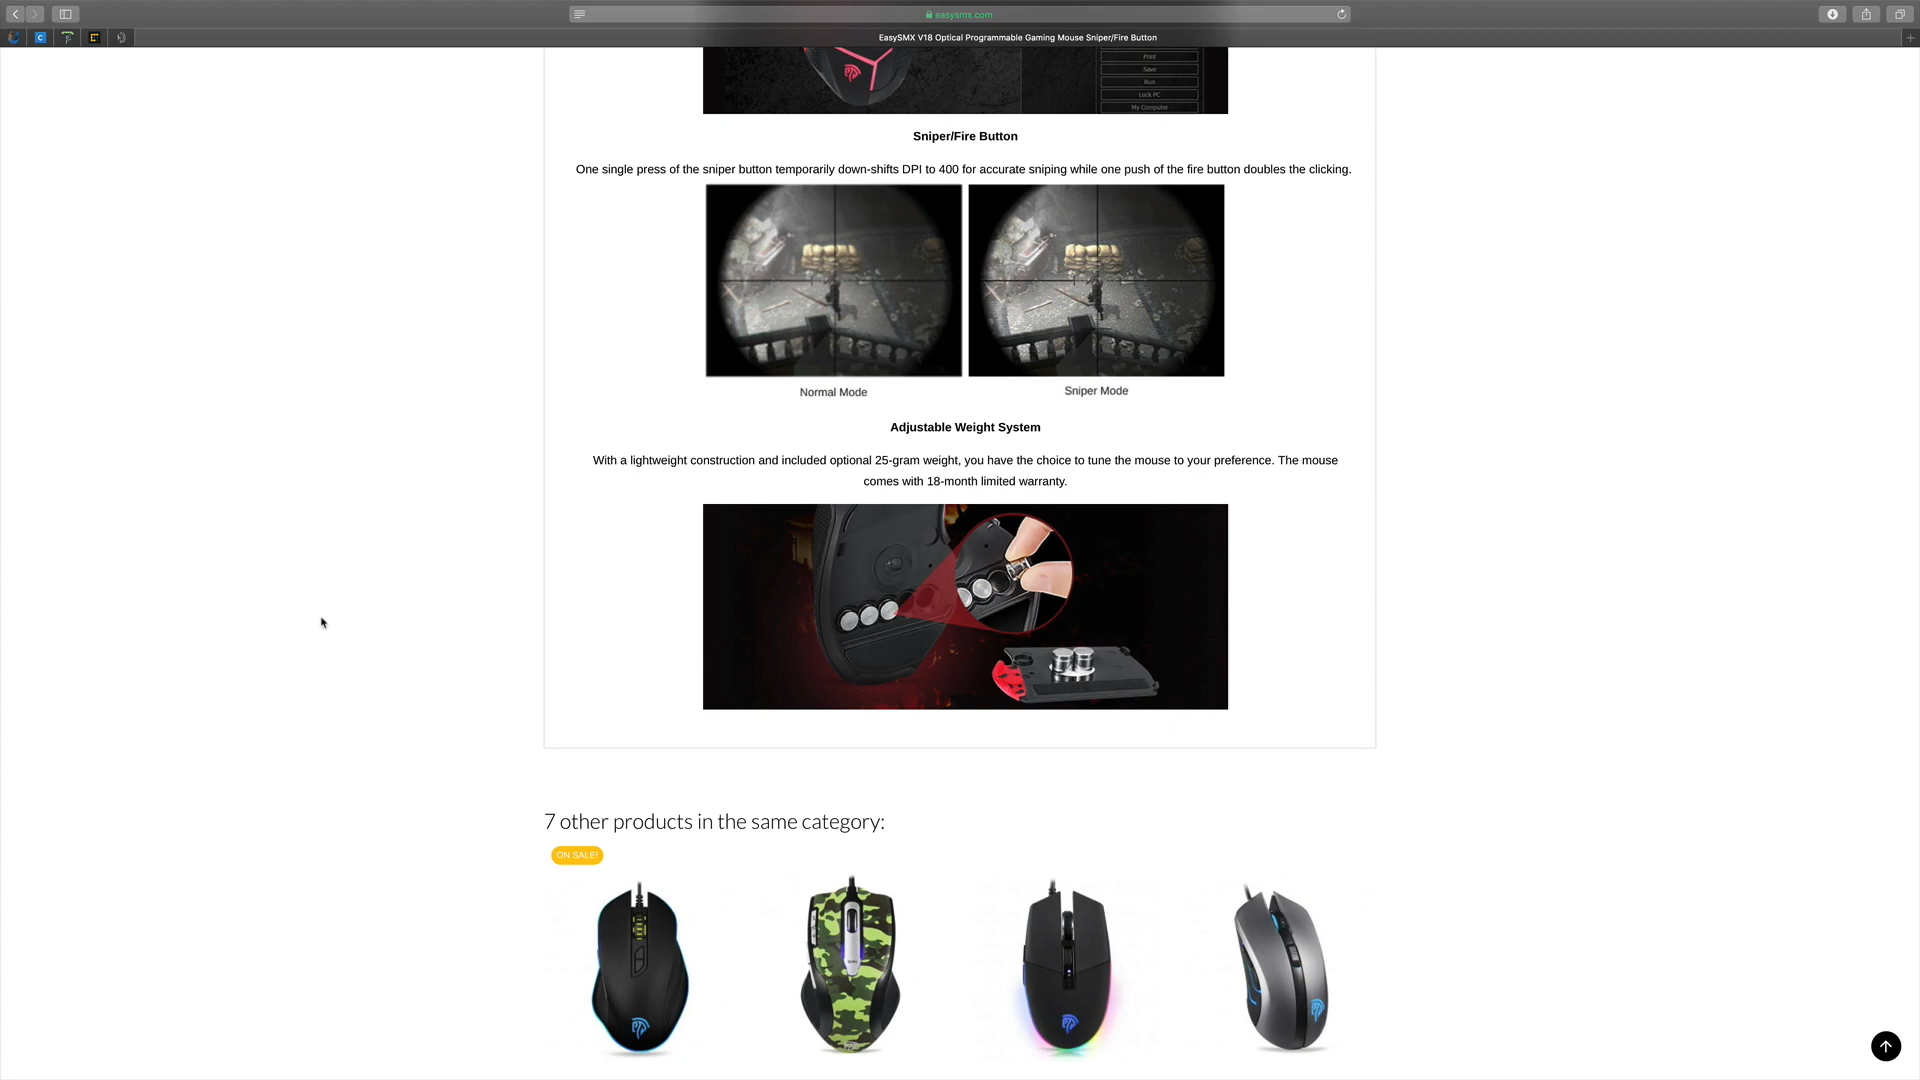 easysmx.com
EasySMX V18 Optical Programmable Gaming Mouse Sniper/Fire Button
Print
Save
Run
Lock PC
My Computer
Sniper/Fire Button
One single press of the sniper button temporarily down-shifts DPI to 400 for accurate sniping while one push of the fire button doubles the clicking.
Normal Mode
Sniper Mode
Adjustable Weight System
With a lightweight construction and included optional 25-gram weight, you have the choice to tune the mouse to your preference. The mouse
comes with 18-month limited warranty.
7 other products in the same category:
ON SALE!